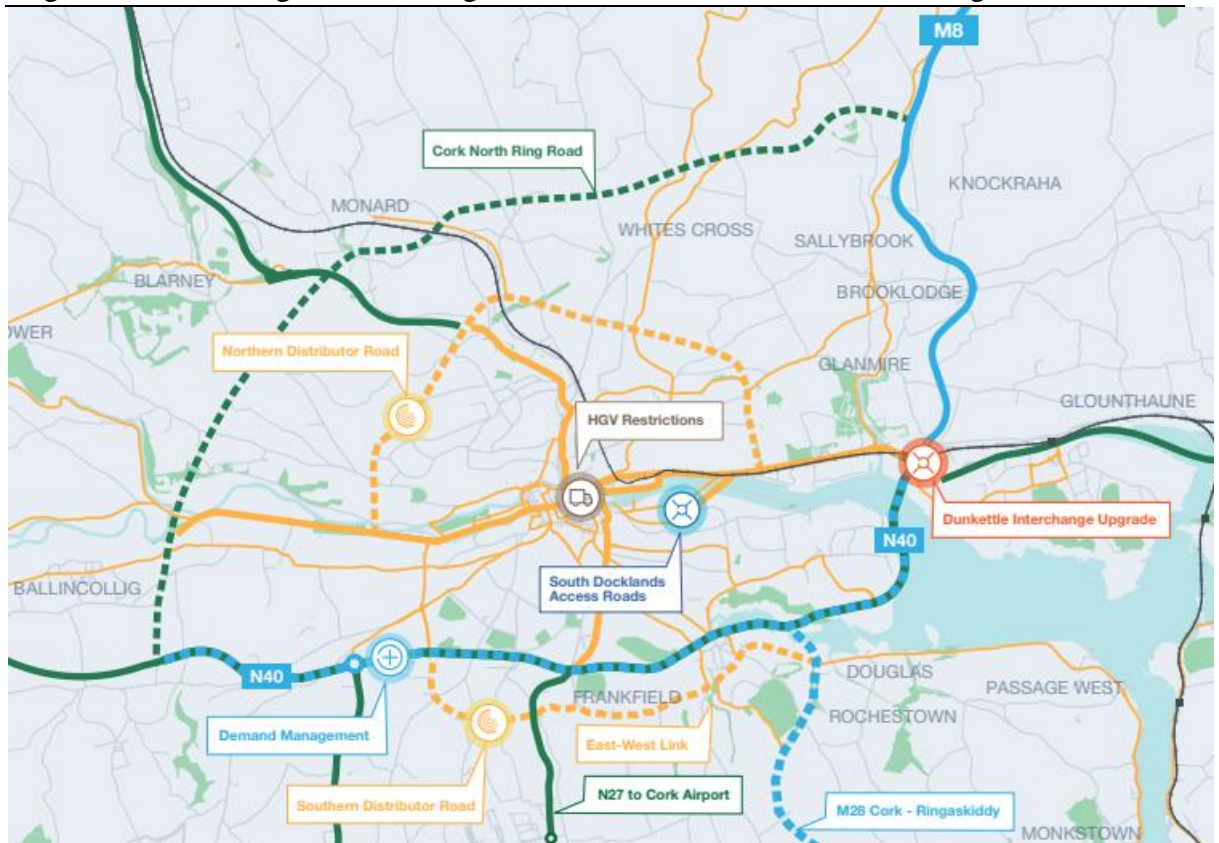 M8
Cork North Ring Road
KNOCKRAHA
MONARD
WHITES CROSS
SALLYBROOK
BLARNEY
BROOKLODGE
OWER
Northern Distributor Road
GLANMIRE
GLOUNTHAUNE
HGV Restrictions
Dunkettle Interchange Upgrade
N40
South Docklands
Access Roads
BALLINCOLLIG
N40
DOUGLAS
PASSAGE WEST
FRANKFIELD
ROCHESTOWN
Demand Management
East-West Link
N27 to Cork Airport
Southern Distributor Road
M28 Cork - Ringaskiddy
MONKSTOWN